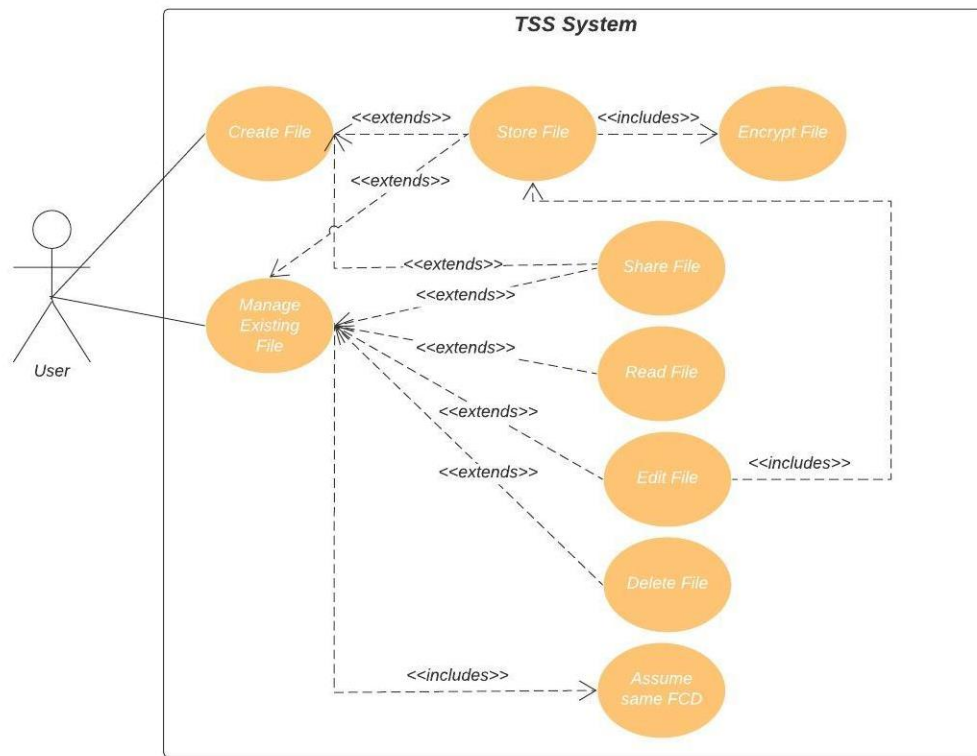 TSS System
Create File
<<extends>>
Store File
<<includes>>
Encrypt File
<<extends>>
<<extends>>
Share File
<<extends>>
Manage
Existing
File
User
<<extends>>
Read File
<<extends>>
Edit File
<<includes>>
<<extends>>
Delete File
<<includes>>
Assume
same FCD